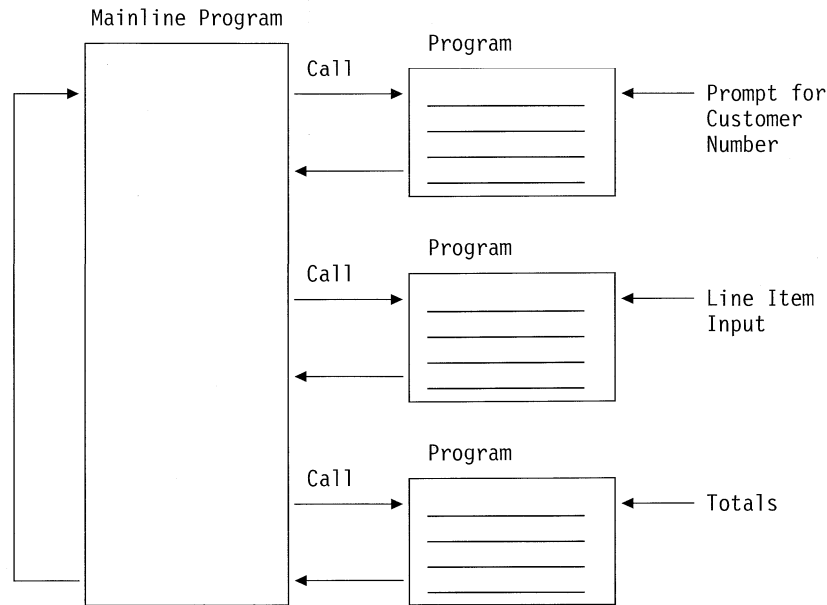 Mainline Program
Program
Call
Prompt for
Customer
Number
Program
Call
Line Item
Input
Program
Call
Totals